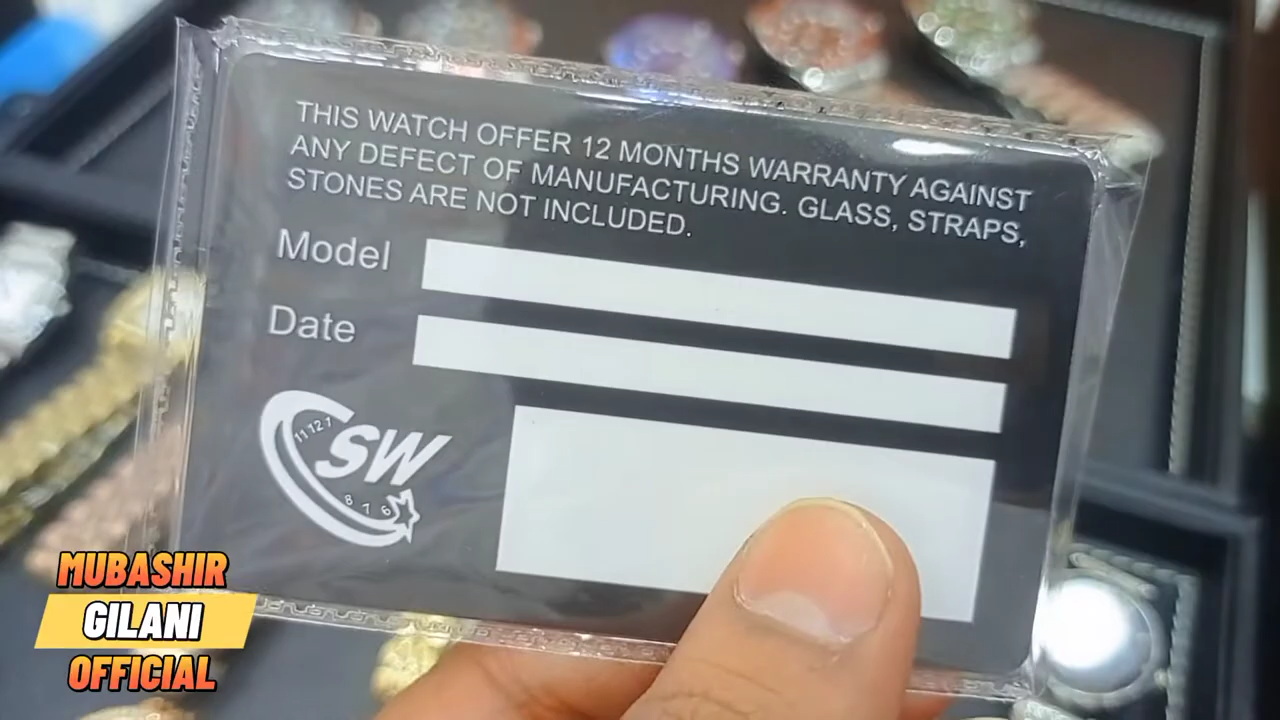 THIS WATCH OFFER 12 MONTHS WARRANTY AGAINST
ANY DEFECT OF MANUFACTURING. GLASS, STRAPS,
STONES ARE NOT INCLUDED.
Model
Date
11 12 1
SW
8 7 6
MUBASHIR
GILANI
OFFICIAL